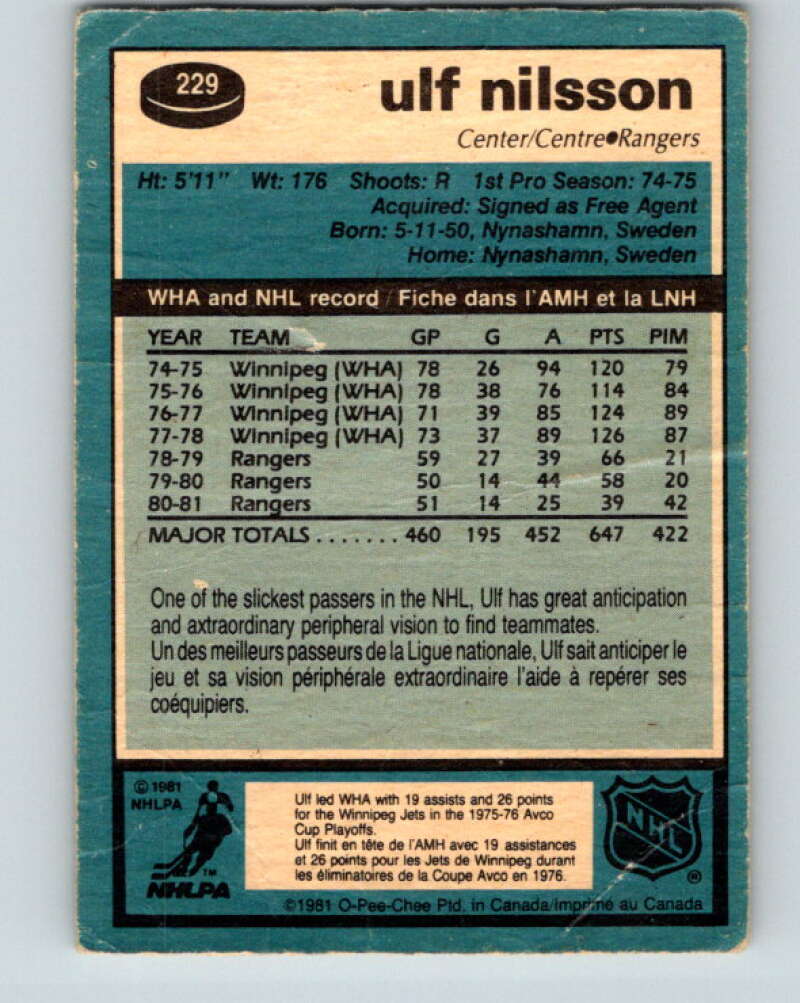 229
ulf nilsson
Center/Centre●Rangers
Ht: 5'11" Wt: 176 Shoots: R 1st Pro Season: 74-75
Acquired: Signed as Free Agent
Born: 5-11-50, Nynashamn, Sweden
Home: Nynashamn, Sweden
WHA and NHL record / Fiche dans l'AMH et la LNH
YEAR TEAM GP G A PTS PIM
74-75 Winnipeg (WHA) 78 26 94 120 79
75-76 Winnipeg (WHA) 78 38 76 114 84
76-77 Winnipeg (WHA) 71 39 85 124 89
77-78 Winnipeg (WHA) 73 37 89 126 87
78-79 Rangers 59 27 39 66 21
79-80 Rangers 50 14 44 58 20
80-81 Rangers 51 14 25 39 42
MAJOR TOTALS ....... 460 195 452 647 422
One of the slickest passers in the NHL, Ulf has great anticipation
and axtraordinary peripheral vision to find teammates.
Un des meilleurs passeurs de la Ligue nationale, Ulf sait anticiper le
jeu et sa vision périphérale extraordinaire l'aide à repérer ses
coéquipiers.
© 1981
NHLPA
TM
NHLPA
Ulf led WHA with 19 assists and 26 points
for the Winnipeg Jets in the 1975-76 Avco
Cup Playoffs.
Ulf finit en tête de l'AMH avec 19 assistances
et 26 points pour les Jets de Winnipeg durant
les éliminatoires de la Coupe Avco en 1976.
NHL
®
©1981 O-Pee-Chee Ptd. in Canada/imprimé au Canada